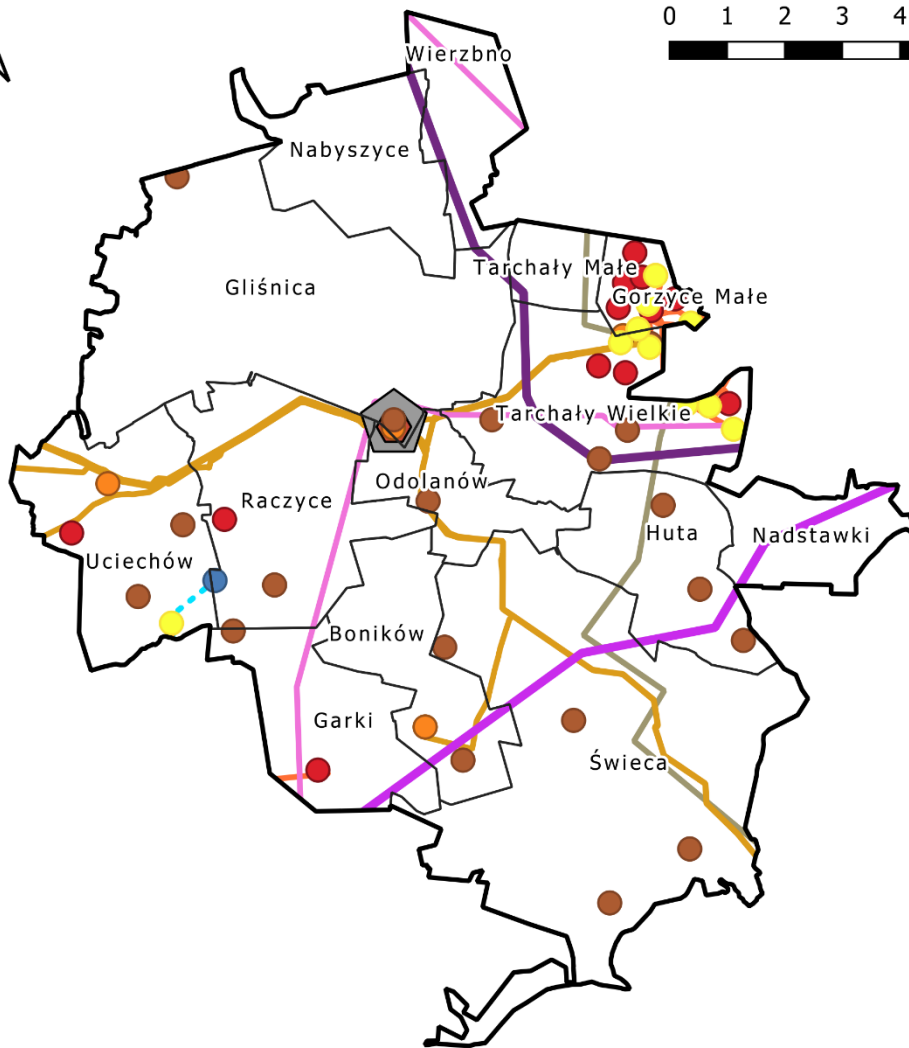 0 1 2 3 4
Wierzbno
Nabyszyce
Tarchały Małe
Gliśnica
Gorzyce Małe
Tarchały Wielkie
Odolanów
Raczyce
Huta
Nadstawki
Uciechów
Boników
Garki
Świeca